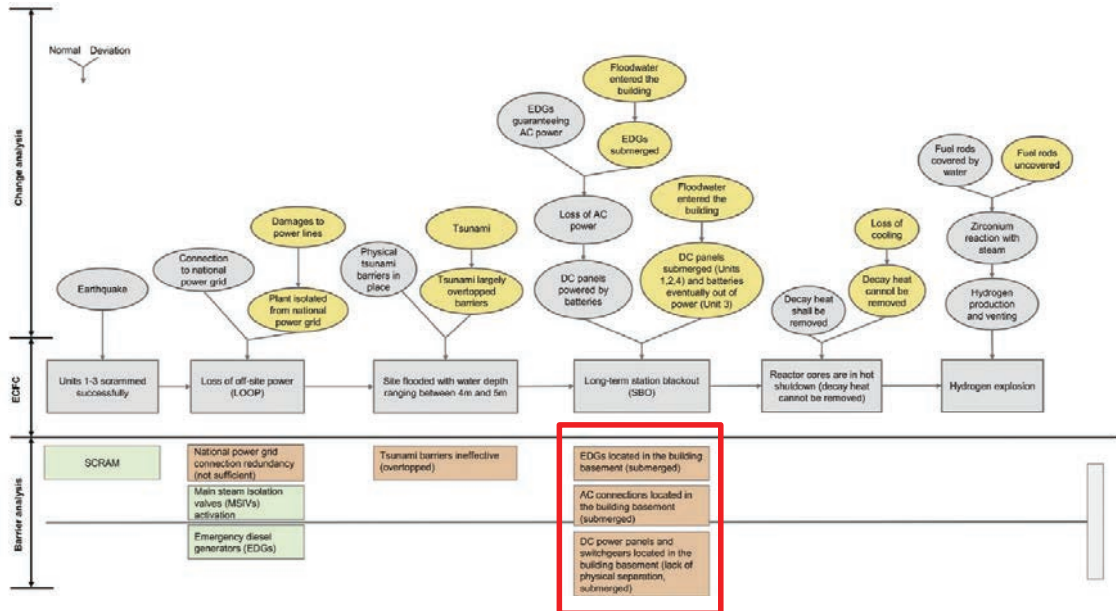 Change analysis
Normal Deviation
Earthquake
Connection
to national
power grid
Damages to
power lines
Plant isolated
from national
power grid
Physical
tsunami
barriers in
place
Tsunami
Tsunami largely
overtopped
barriers
EDGs
guaranteeing
AC power
Floodwater
entered the
building
EDGs
submerged
Loss of AC
power
DC panels
powered by
batteries
Floodwater
entered the
building
DC panels
submerged (Units
1,2,4) and batteries
eventually out of
power (Unit 3)
Decay heat
shall be
removed
Loss of
cooling
Decay heat
cannot be
removed
Fuel rods
covered by
water
Fuel rods
uncovered
Zirconium
reaction with
steam
Hydrogen
production
and venting
ECFC
Units 1-3 scrammed
successfully
Loss of off-site power
(LOOP)
Site flooded with water depth
ranging between 4m and 5m
Long-term station blackout
(SBO)
Reactor cores are in hot
shutdown (decay heat
cannot be removed)
Hydrogen explosion
Barrier analysis
SCRAM
National power grid
connection redundancy
(not sufficient)
Main steam Isolation
valves (MSIVs)
activation
Emergency diesel
generators (EDGs)
Tsunami barriers ineffective
(overtopped)
EDGs located in the building
basement (submerged)
AC connections located in
the building basement
(submerged)
DC power panels and
switchgears located in the
building basement (lack of
physical separation,
submerged)